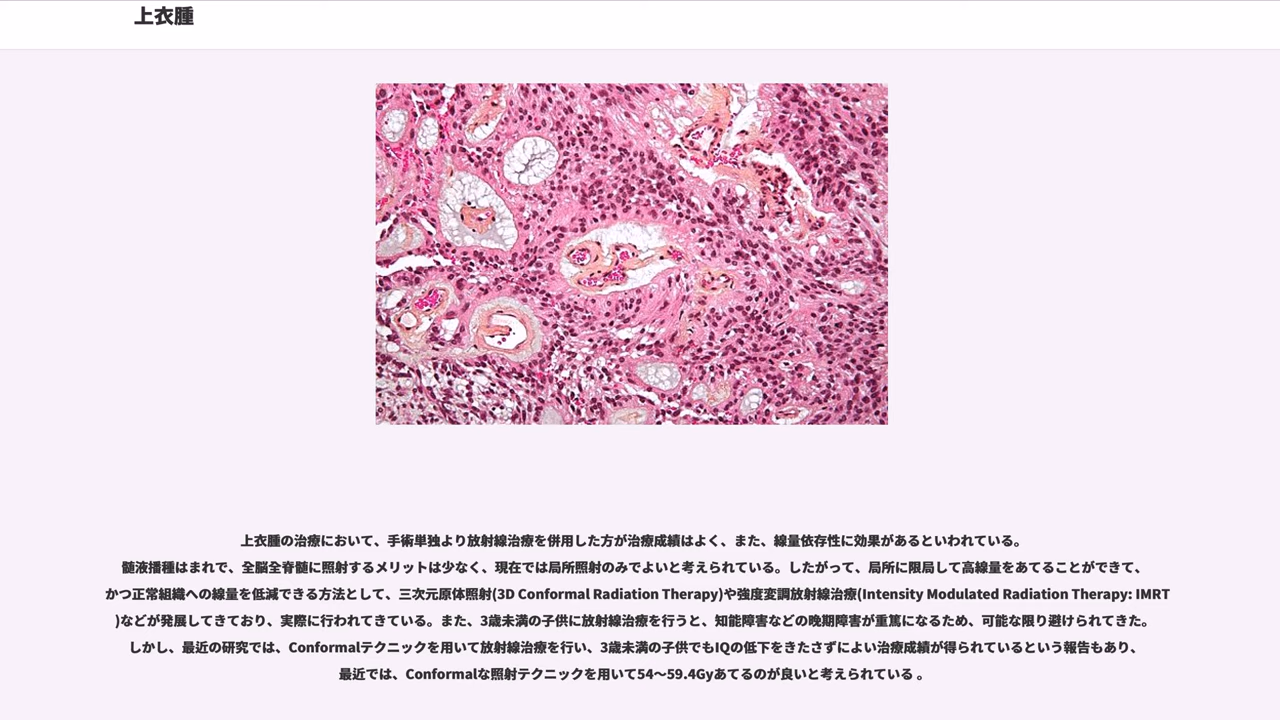 上衣腫
上衣腫の治療において、手術単独より放射線治療を併用した方が治療成績はよく、また、線量依存性に効果があるといわれている。
髄液播種はまれで、全脳全脊髄に照射するメリットは少なく、現在では局所照射のみでよいと考えられている。したがって、局所に限局して高線量をあてることができて、
かつ正常組織への線量を低減できる方法として、三次元原体照射(3D Conformal Radiation Therapy)や強度変調放射線治療(Intensity Modulated Radiation Therapy: IMRT
)などが発展してきており、実際に行われてきている。また、3歳未満の子供に放射線治療を行うと、知能障害などの晩期障害が重篤になるため、可能な限り避けられてきた。
しかし、最近の研究では、Conformalテクニックを用いて放射線治療を行い、3歳未満の子供でもIQの低下をきたさずによい治療成績が得られているという報告もあり、
最近では、Conformalな照射テクニックを用いて54〜59.4Gyあてるのが良いと考えられている 。